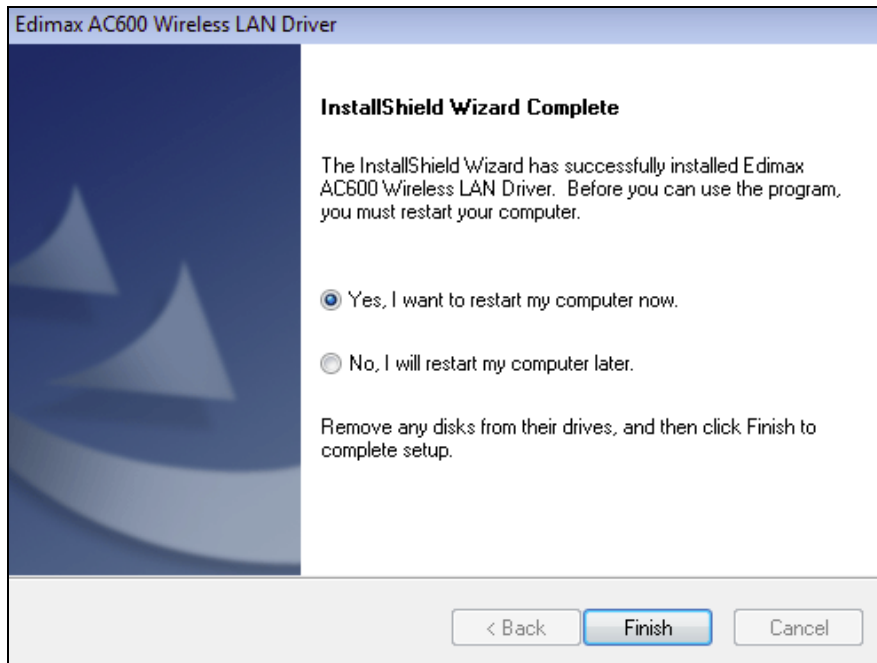 Edimax AC600 Wireless LAN Driver
InstallShield Wizard Complete
The InstallShield Wizard has successfully installed Edimax
AC600 Wireless LAN Driver. Before you can use the program,
you must restart your computer.
Yes, I want to restart my computer now.
No, I will restart my computer later.
Remove any disks from their drives, and then click Finish to
complete setup.
< Back Finish Cancel